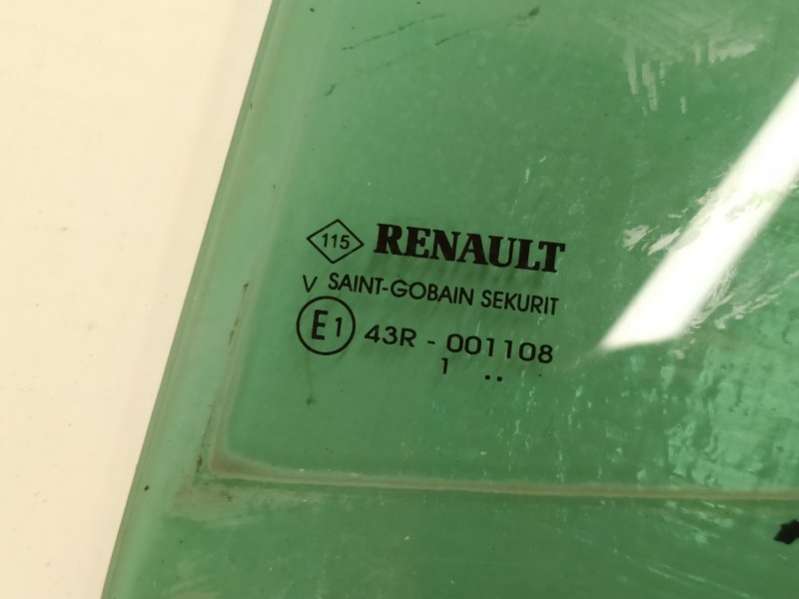 115 RENAULT
V SAINT-GOBAIN SEKURIT
E1 43R - 001108
1 ..